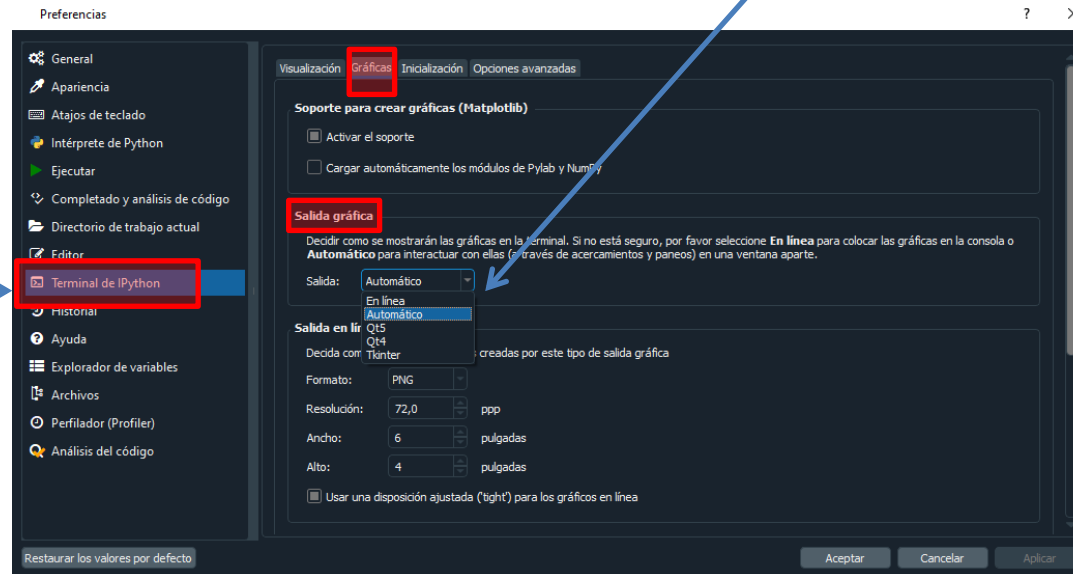 Preferencias
?
General
Apariencia
Atajos de teclado
Intérprete de Python
Ejecutar
Completado y análisis de código
Directorio de trabajo actual
Editor
Terminal de IPython
Historial
Ayuda
Explorador de variables
Archivos
Perfilador (Profiler)
Análisis del código
Visualización Gráficas Inicialización Opciones avanzadas
Soporte para crear gráficas (Matplotlib)
Activar el soporte
Cargar automáticamente los módulos de Pylab y NumPy
Salida gráfica
Decidir como se mostrarán las gráficas en la terminal. Si no está seguro, por favor seleccione En línea para colocar las gráficas en la consola o
Automático para interactuar con ellas (a través de acercamientos y paneos) en una ventana aparte.
Salida: Automático
En línea
Automático
Qt5
Qt4
Tkinter
Salida en
Decida creadas por este tipo de salida gráfica
Formato: PNG
Resolución: 72,0 ppp
Ancho: 6 pulgadas
Alto: 4 pulgadas
Usar una disposición ajustada ('tight') para los gráficos en línea
Restaurar los valores por defecto
Aceptar Cancelar Aplicar